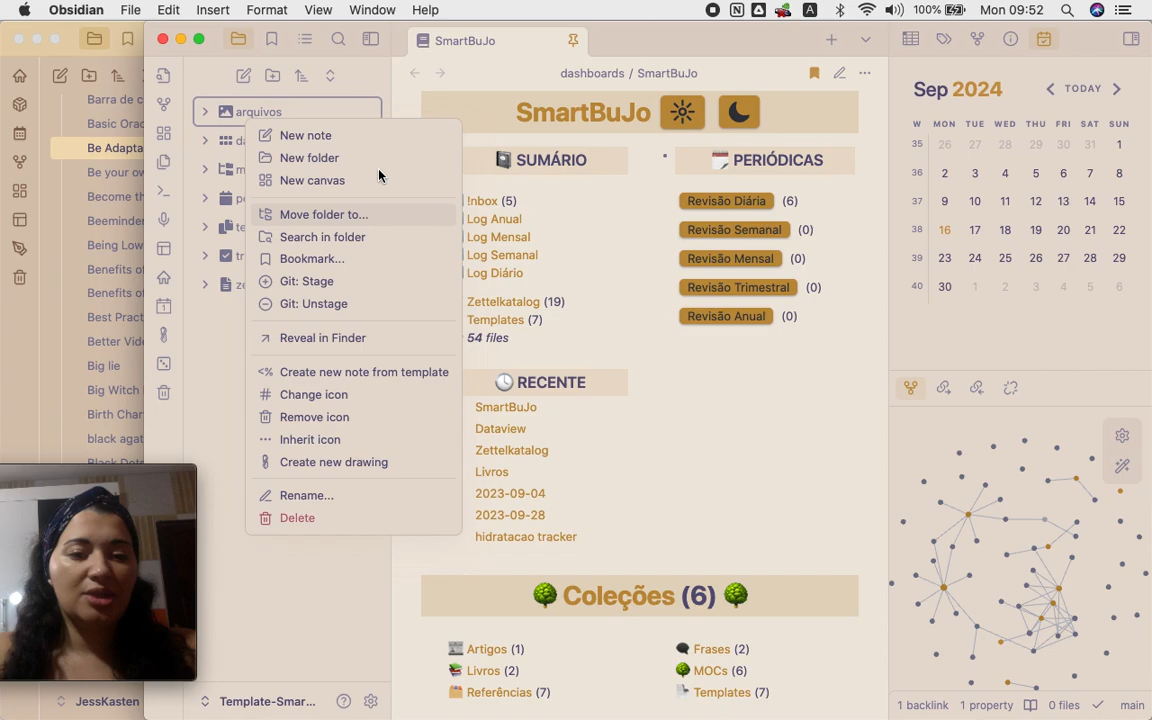 Obsidian File Edit Insert Format View Window Help 100% Mon 09:52
SmartBuJo
dashboards / SmartBuJo
Barra de c
Basic Orac
Be Adapta
Be your ow
Become th
Beeminder
Being Low
Benefits of
Benefits of
Best Pract
Better Vide
Big lie
Big Witch
Birth Chart
black agat
Black Dots
JessKasten
arquivos
New note
New folder
New canvas
Move folder to...
Search in folder
Bookmark...
Git: Stage
Git: Unstage
Reveal in Finder
Create new note from template
Change icon
Remove icon
Inherit icon
Create new drawing
Rename...
Delete
Template-Smar...
SmartBuJo
SUMÁRIO
!nbox (5)
Log Anual
Log Mensal
Log Semanal
Log Diário
Zettelkatalog (19)
Templates (7)
54 files
PERIÓDICAS
Revisão Diária (6)
Revisão Semanal (0)
Revisão Mensal (0)
Revisão Trimestral (0)
Revisão Anual (0)
RECENTE
SmartBuJo
Dataview
Zettelkatalog
Livros
2023-09-04
2023-09-28
hidratacao tracker
Coleções (6)
Artigos (1)
Livros (2)
Referências (7)
Frases (2)
MOCs (6)
Templates (7)
Sep 2024 TODAY
W MON TUE WED THU FRI SAT SUN
35 26 27 28 29 30 31 1
36 2 3 4 5 6 7 8
37 9 10 11 12 13 14 15
38 16 17 18 19 20 21 22
39 23 24 25 26 27 28 29
40 30 1 2 3 4 5 6
1 backlink 1 property 0 files main